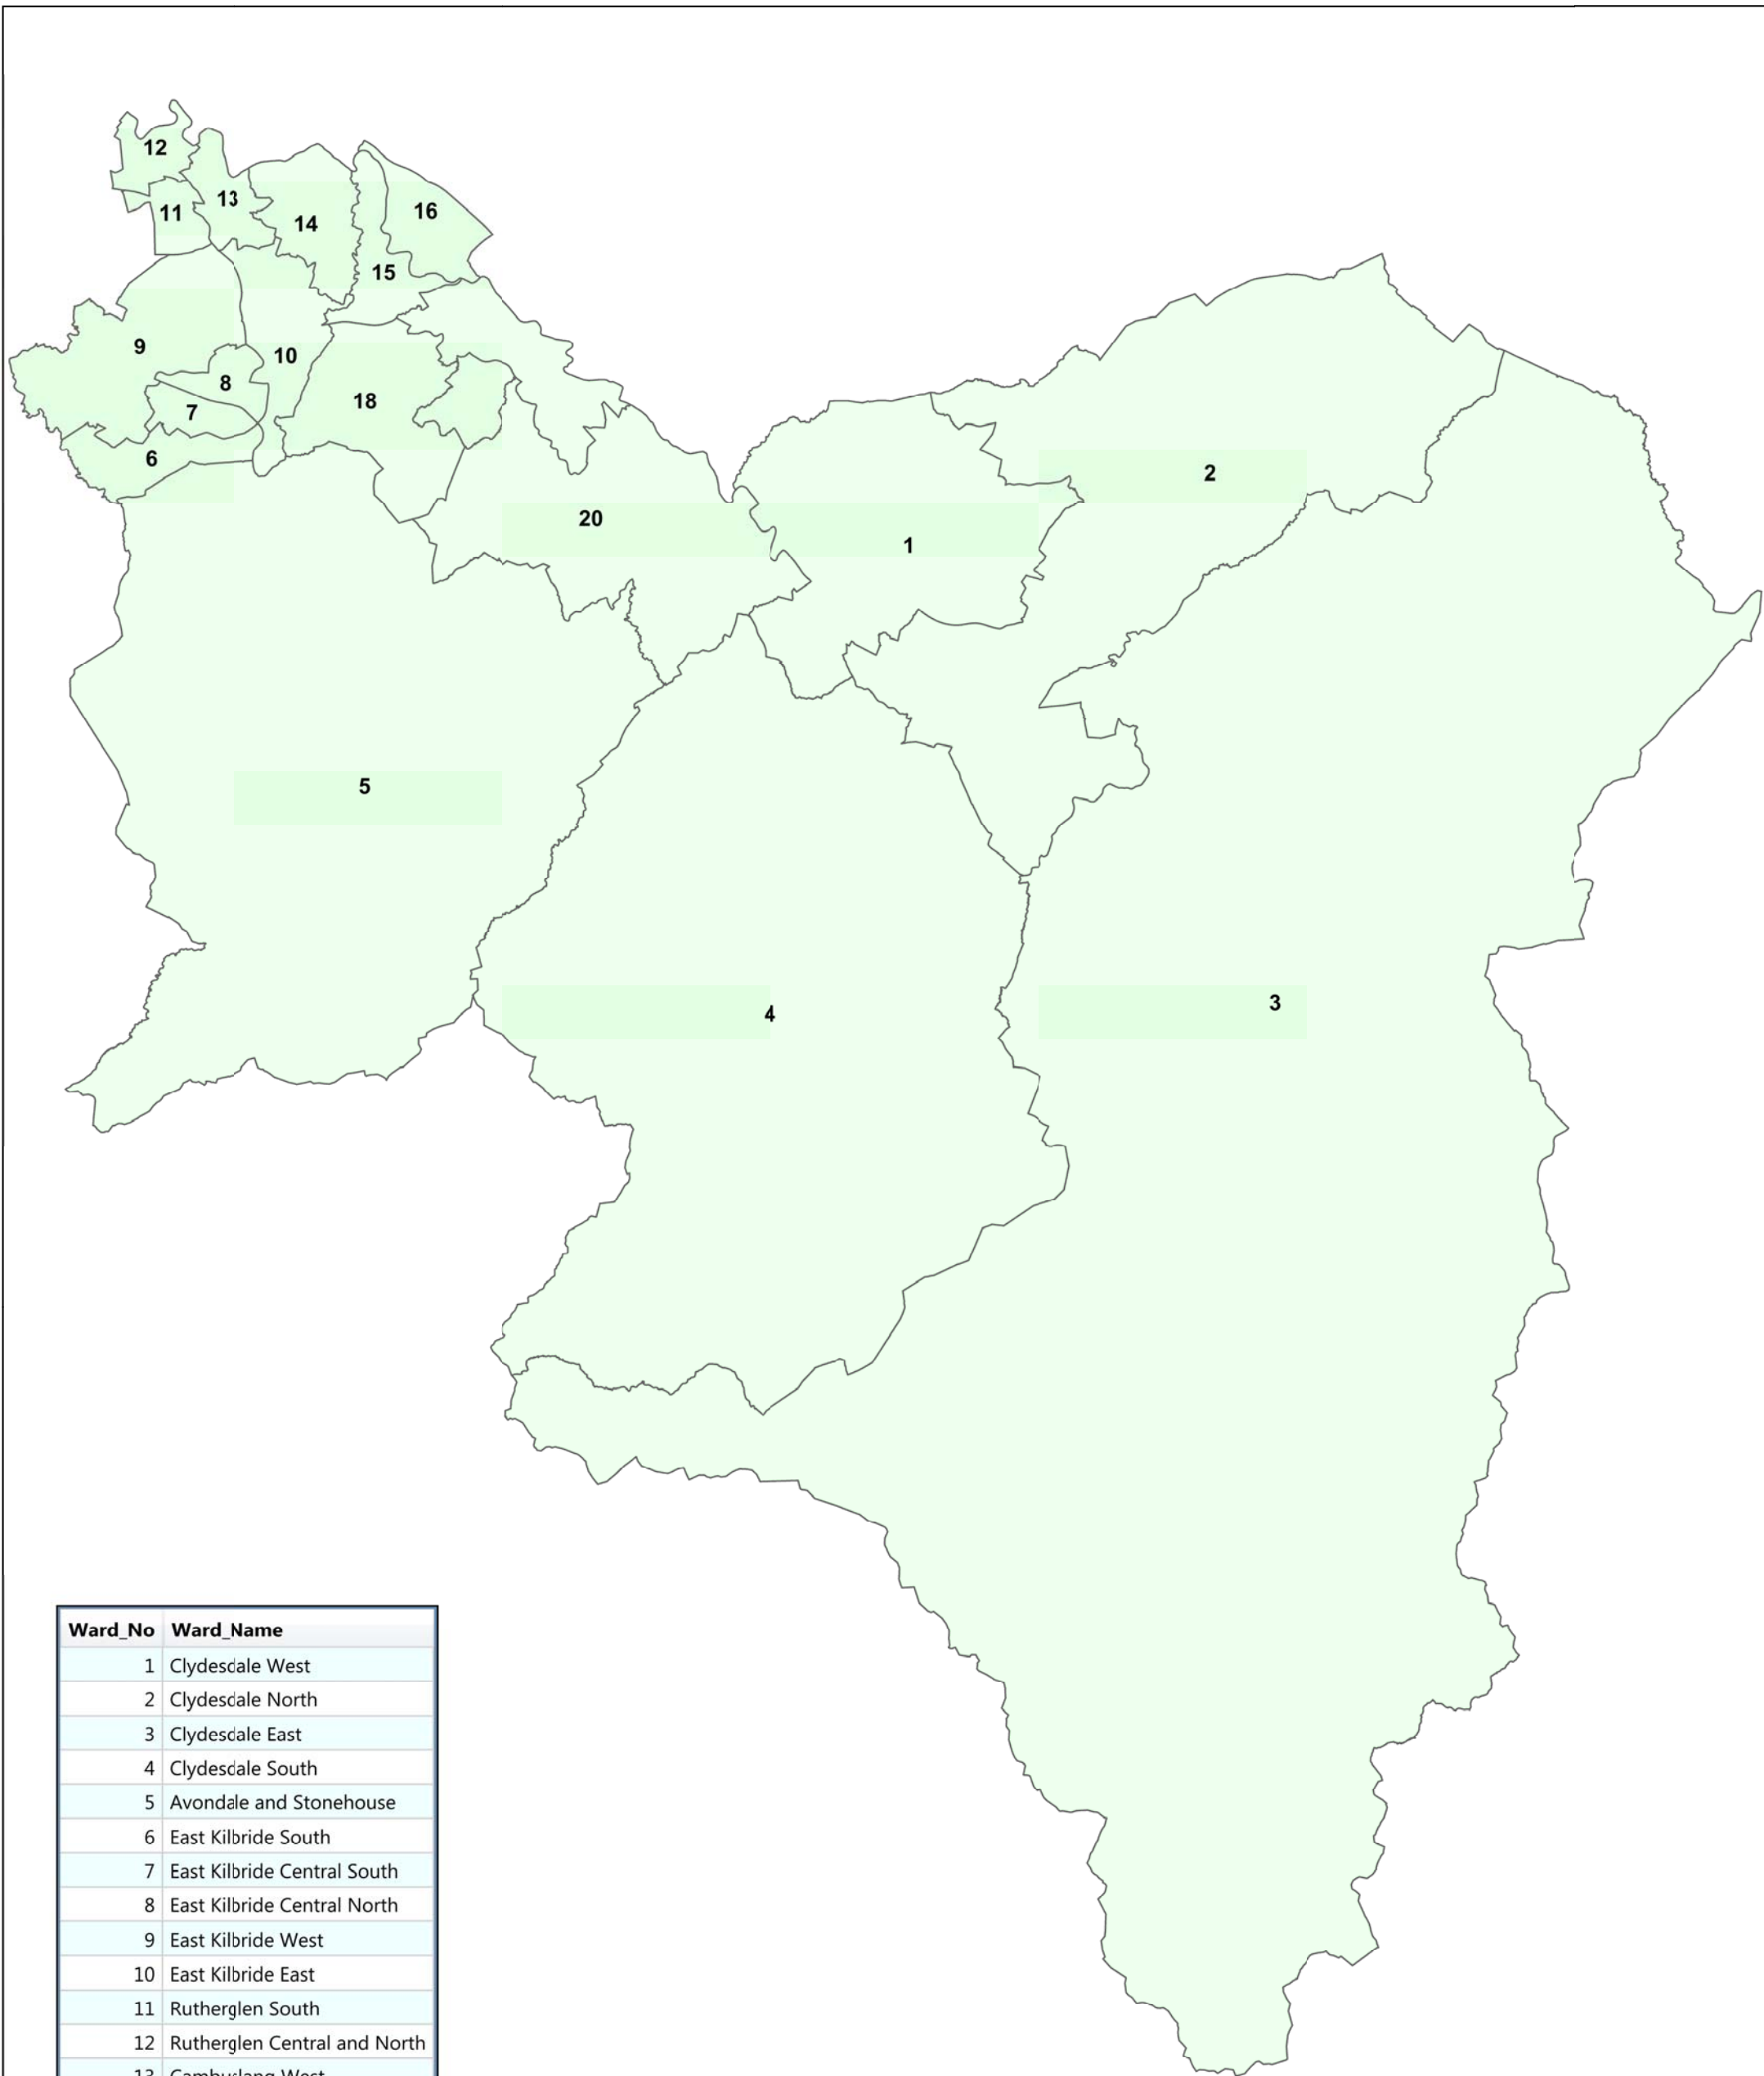 12
13
11
14
16
15
9
10
8
18
7
6
2
20
1
5
3
4
Ward_No Ward_Name
1 Clydesdale West
2 Clydesdale North
3 Clydesdale East
4 Clydesdale South
5 Avondale and Stonehouse
6 East Kilbride South
7 East Kilbride Central South
8 East Kilbride Central North
9 East Kilbride West
10 East Kilbride East
11 Rutherglen South
12 Rutherglen Central and North
13 Cambuslang West